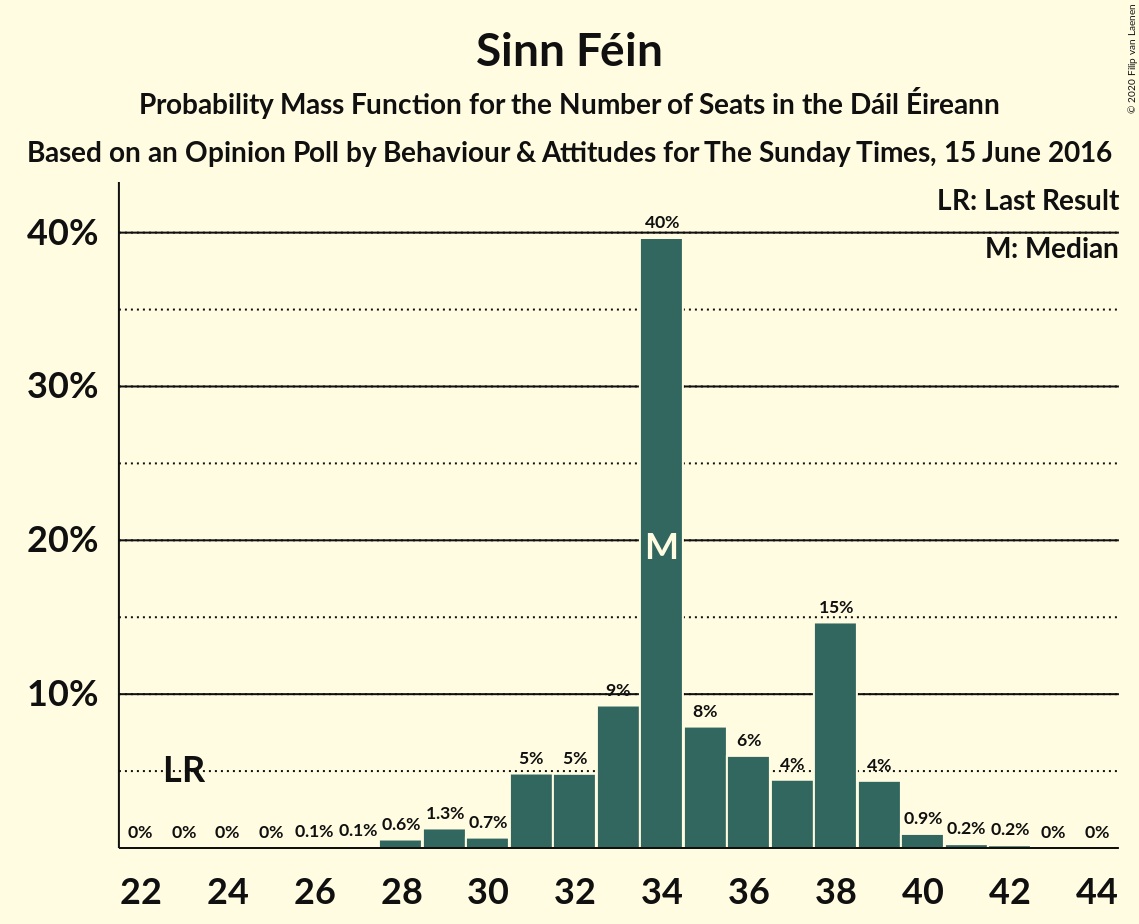 Sinn Féin
Probability Mass Function for the Number of Seats in the Dáil Éireann
Based on an Opinion Poll by Behaviour & Attitudes for The Sunday Times, 15 June 2016
© 2020 Filip van Laenen
LR: Last Result
M: Median
40%
30%
20%
10%
40%
M
15%
9%
8%
6%
5% 5% 4% 4%
LR
0% 0% 0% 0% 0.1% 0.1% 0.6% 1.3% 0.7% 0.9% 0.2% 0.2% 0% 0%
22 24 26 28 30 32 34 36 38 40 42 44